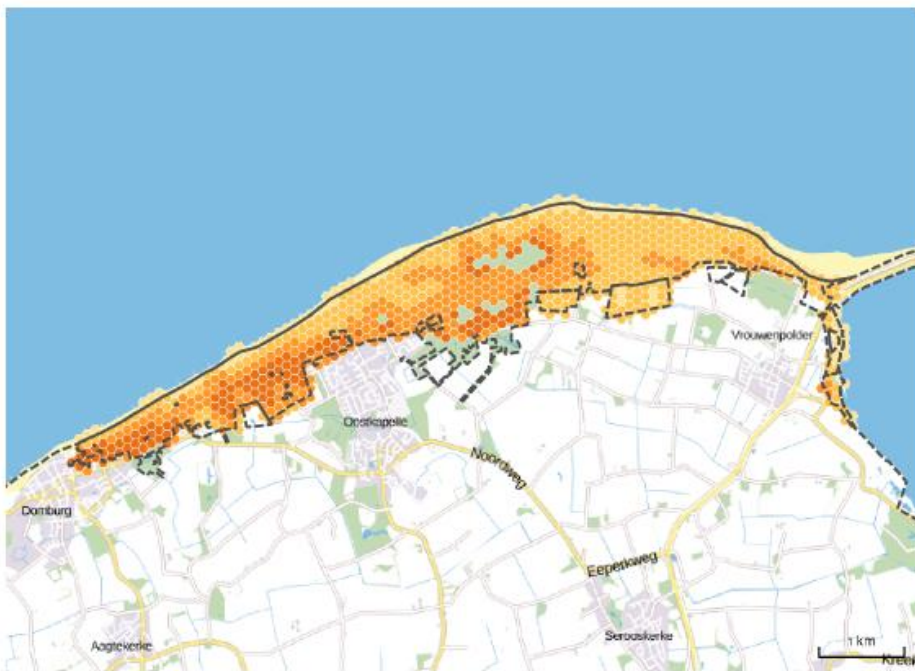 Vrouwenpolder
Oostkapelle
Noordweg
Domburg
Eeperkweg
Aagtekerke
Serooskerke
1 km